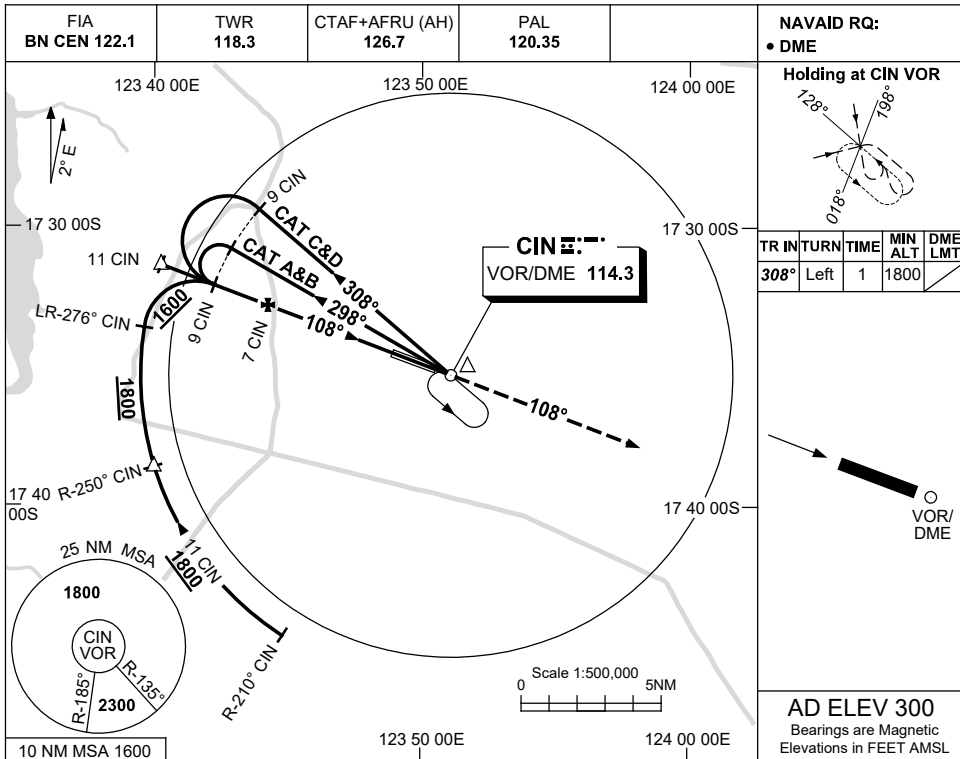 FIA
BN CEN 122.1
TWR
118.3
CTAF+AFRU (AH)
126.7
PAL
120.35
NAVAID RQ:
• DME
123 40 00E
123 50 00E
124 00 00E
Holding at CIN VOR
128°
198°
018°
2° E
17 30 00S
17 30 00S
9 CIN
CAT C&D
308°
CAT A&B
298°
11 CIN
1600
9 CIN
7 CIN
108°
CIN
VOR/DME 114.3
TR IN TURN TIME MIN ALT DME LMT
308° Left 1 1800
LR-276° CIN
1800
108°
R-250° CIN
17 40
00S
17 40 00S
11 CIN
1800
R-210° CIN
VOR/
DME
25 NM MSA
1800
CIN
VOR
R-185°
R-135°
2300
10 NM MSA 1600
Scale 1:500,000
0 5NM
123 50 00E
124 00 00E
AD ELEV 300
Bearings are Magnetic
Elevations in FEET AMSL